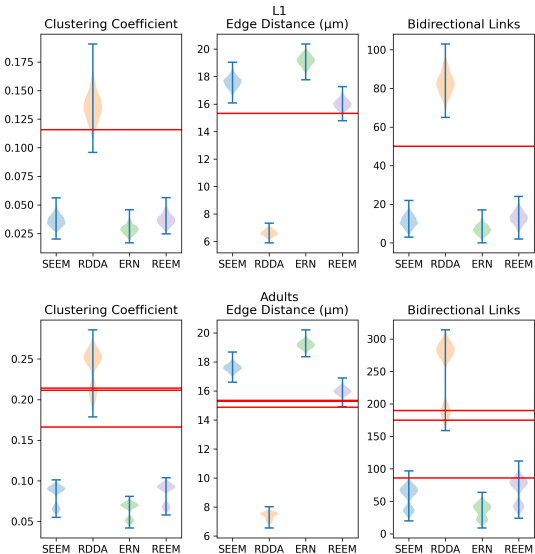 L1
Clustering Coefficient
Edge Distance (μm)
Bidirectional Links
0.175
0.150
0.125
0.100
0.075
0.050
0.025
20
18
16
14
12
10
8
6
100
80
60
40
20
0
SEEM RDDA ERN REEM
SEEM RDDA ERN REEM
SEEM RDDA ERN REEM
Adults
Clustering Coefficient
Edge Distance (μm)
Bidirectional Links
0.25
0.20
0.15
0.10
0.05
20
18
16
14
12
10
8
6
300
250
200
150
100
50
0
SEEM RDDA ERN REEM
SEEM RDDA ERN REEM
SEEM RDDA ERN REEM